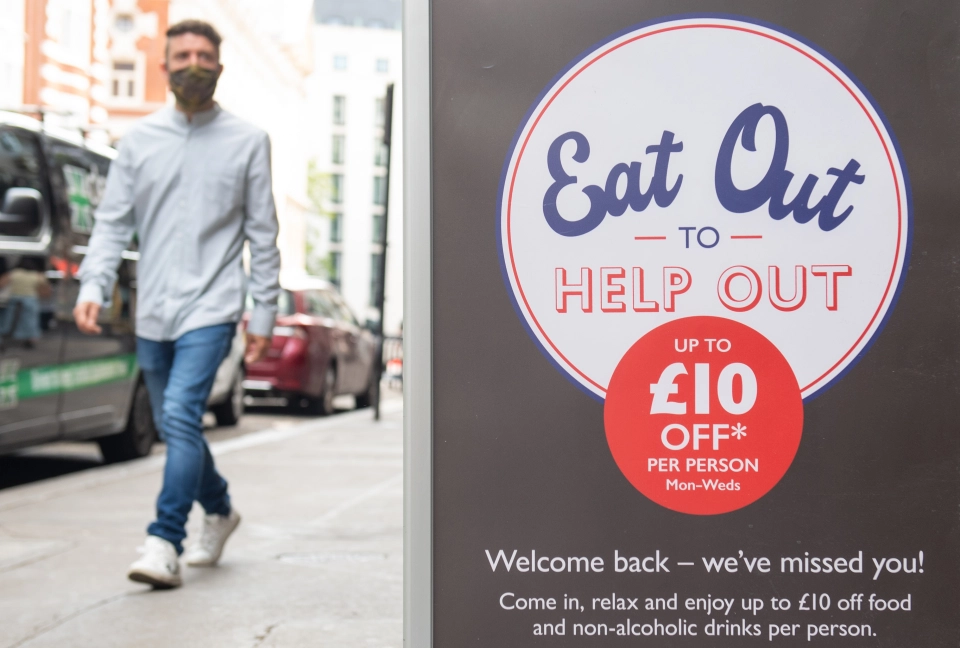 Eat Out
TO
HELP OUT
UP TO
£10
OFF*
PER PERSON
Mon–Weds
Welcome back – we've missed you!
Come in, relax and enjoy up to £10 off food
and non-alcoholic drinks per person.